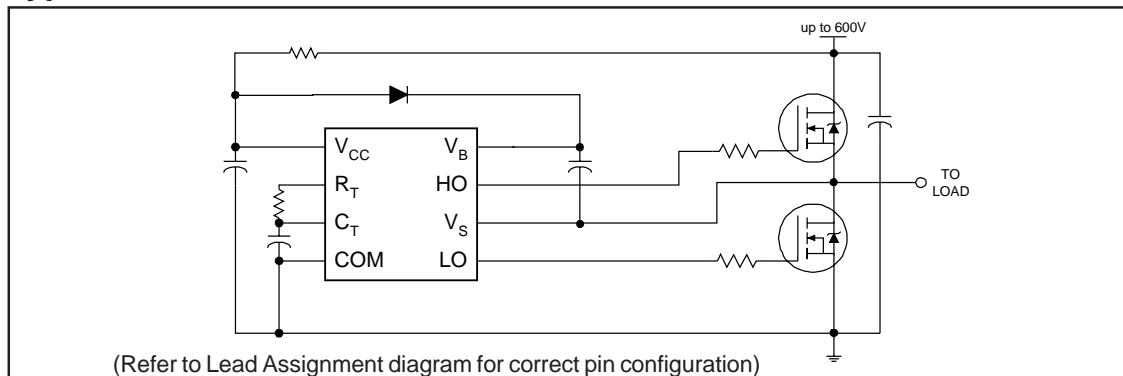 up to 600V
VCC VB
RT HO
CT VS
COM LO
TO
LOAD
(Refer to Lead Assignment diagram for correct pin configuration)